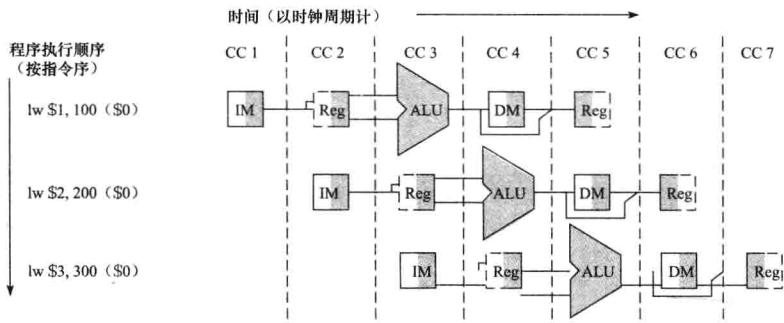 时间（以时钟周期计）
程序执行顺序
（按指令序）
CC 1 CC 2 CC 3 CC 4 CC 5 CC 6 CC 7
lw $1, 100（$0） IM Reg ALU DM Reg
lw $2, 200（$0） IM Reg ALU DM Reg
lw $3, 300（$0） IM Reg ALU DM Reg